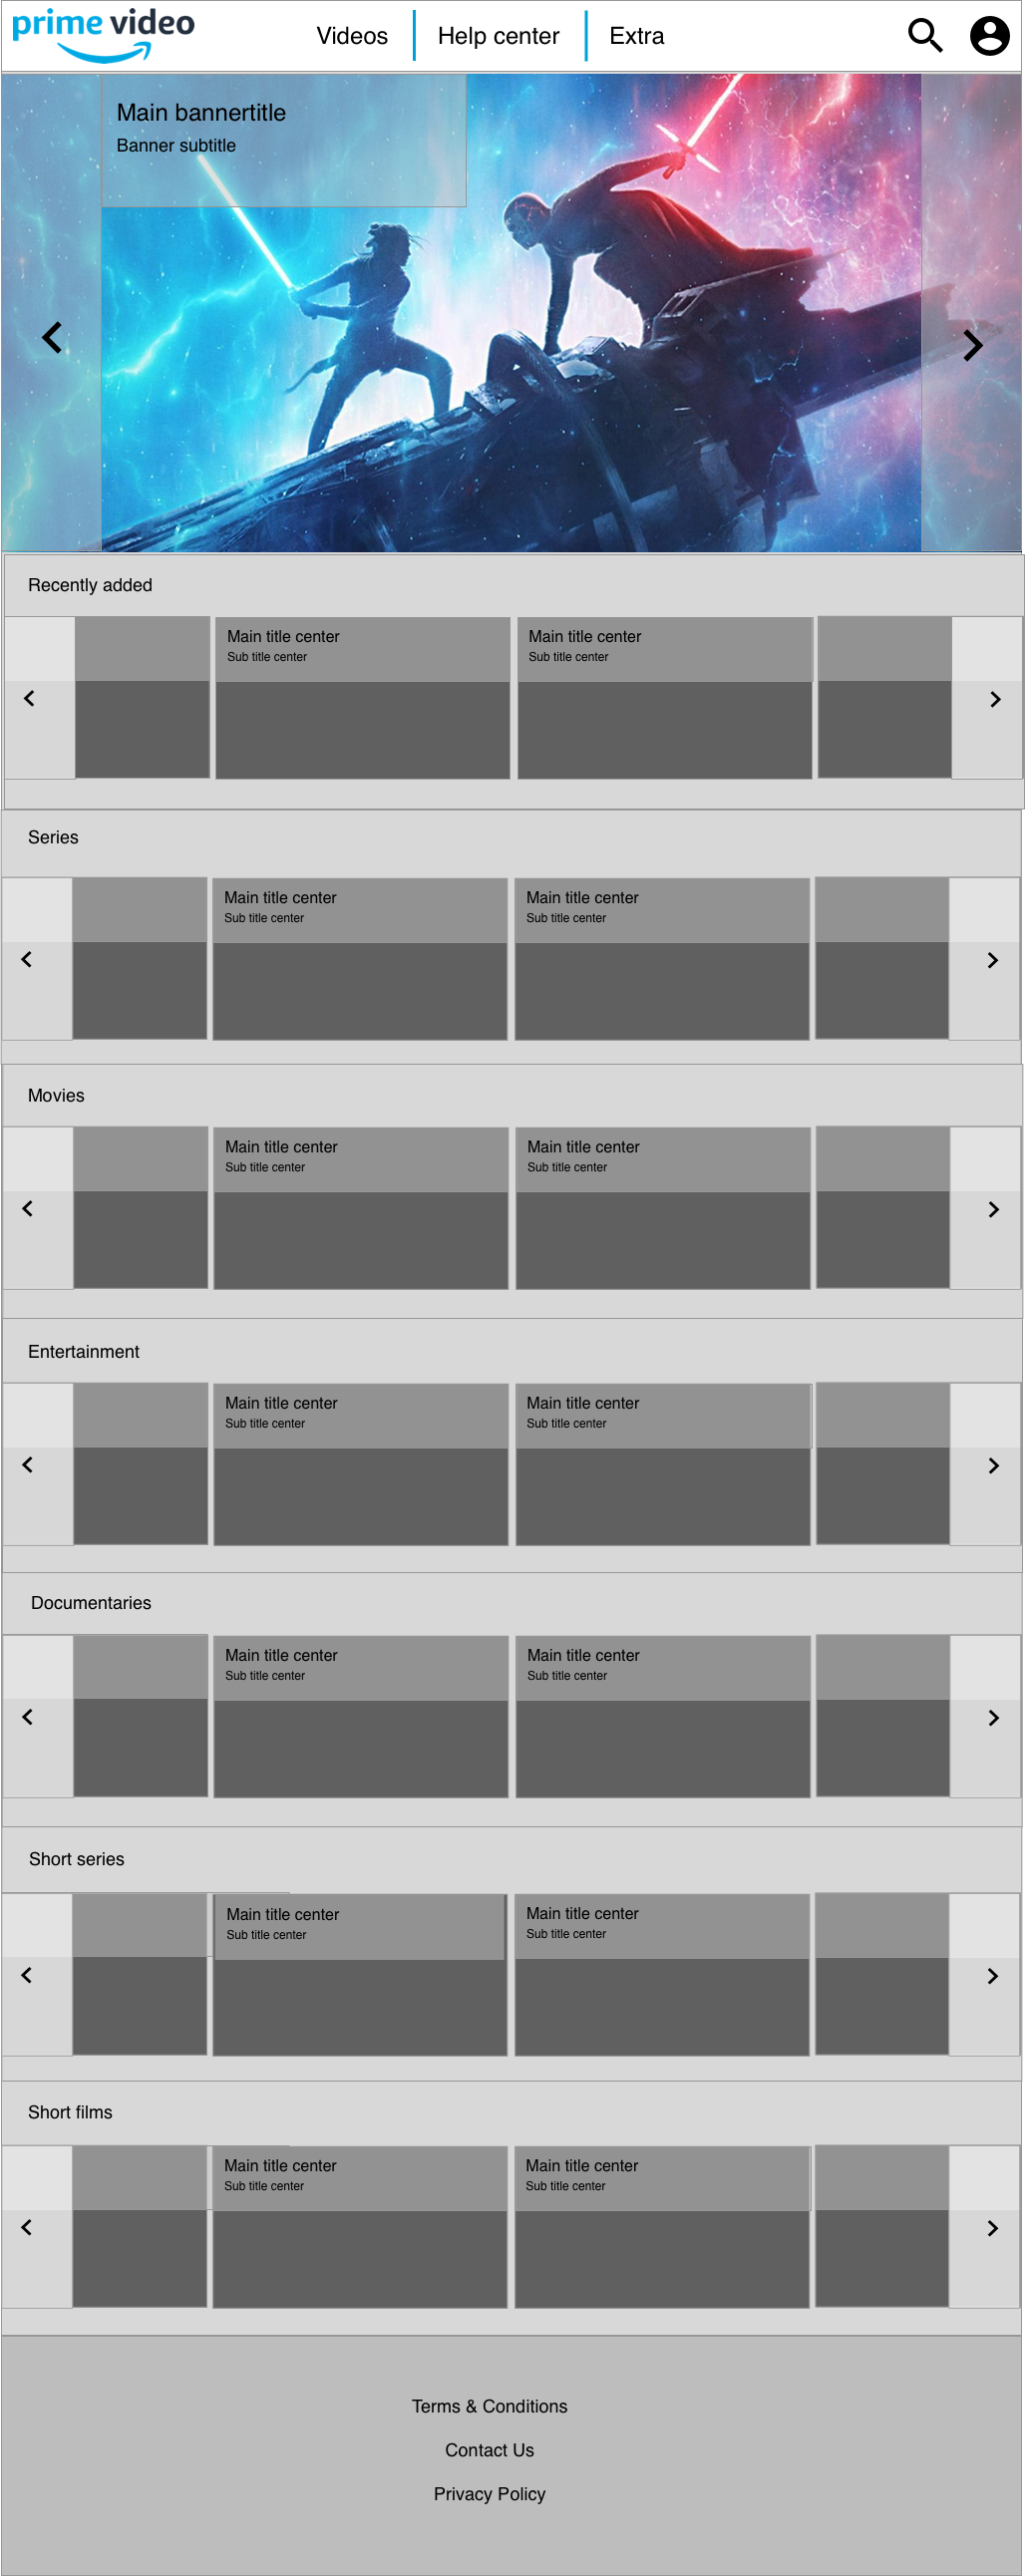 prime video
Videos
Help center
Extra
Main bannertitle
Banner subtitle
Recently added
Main title center
Sub title center
Main title center
Sub title center
Series
Main title center
Sub title center
Main title center
Sub title center
Movies
Main title center
Sub title center
Main title center
Sub title center
Entertainment
Main title center
Sub title center
Main title center
Sub title center
Documentaries
Main title center
Sub title center
Main title center
Sub title center
Short series
Main title center
Sub title center
Main title center
Sub title center
Short films
Main title center
Sub title center
Main title center
Sub title center
Terms & Conditions
Contact Us
Privacy Policy